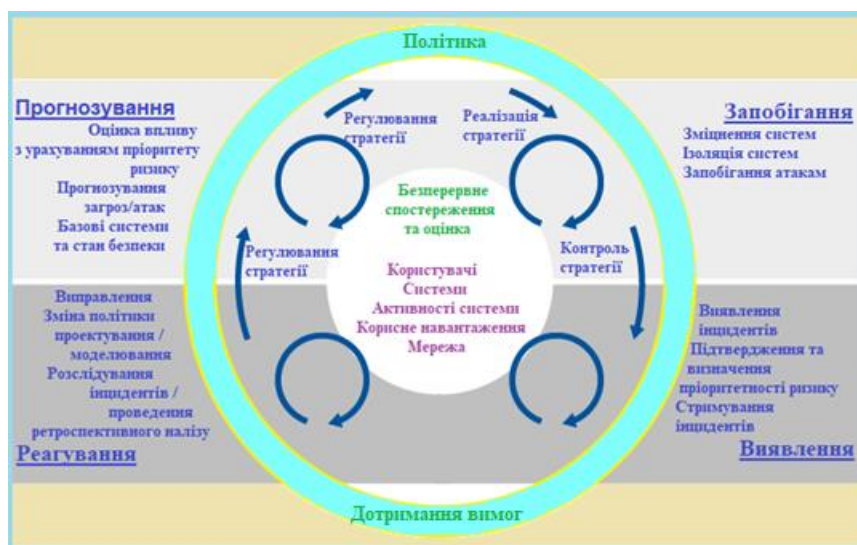 Політика
Прогнозування
Оцінка впливу
з урахуванням пріоритету
ризику
Прогнозування
загроз/атак
Базові системи
та стан безпеки
Регулювання
стратегії
Реалізація
стратегії
Запобігання
Зміцнення систем
Ізоляція систем
Запобігання атакам
Безперервне
спостереження
та оцінка
Регулювання
стратегії
Контроль
стратегії
Користувачі
Системи
Активності системи
Корисне навантаження
Мережа
Виправлення
Зміна політики
проектування /
моделювання
Розслідування
інцидентів /
проведення
ретроспективного налізу
Реагування
Виявлення
інцидентів
Підтвердження та
визначення
пріоритетності ризику
Стримування
інцидентів
Виявлення
Дотримання вимог